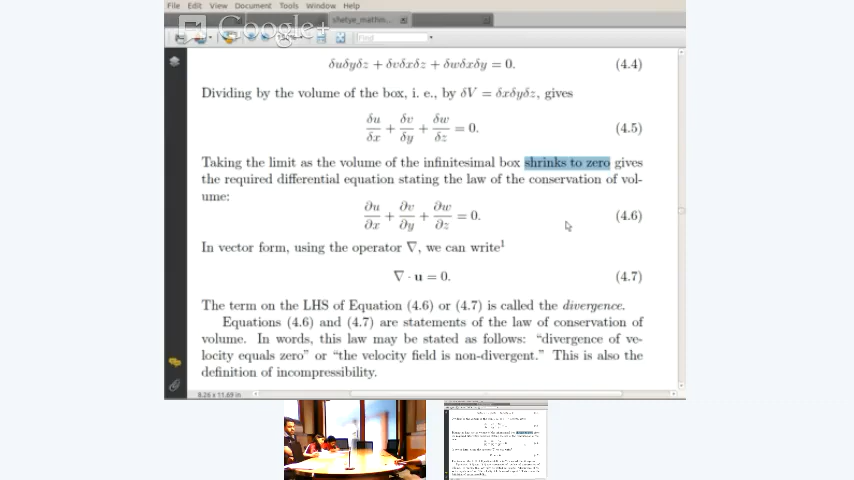 File Edit View Document Tools Window Help
Google+
shetye_mathin...
Find
δuδyδz + δvδxδz + δwδxδy = 0. (4.4)
Dividing by the volume of the box, i. e., by δV = δxδyδz, gives
δu/δx + δv/δy + δw/δz = 0. (4.5)
Taking the limit as the volume of the infinitesimal box shrinks to zero gives
the required differential equation stating the law of the conservation of vol-
ume:
∂u/∂x + ∂v/∂y + ∂w/∂z = 0. (4.6)
In vector form, using the operator ∇, we can write¹
∇ · u = 0. (4.7)
The term on the LHS of Equation (4.6) or (4.7) is called the divergence.
Equations (4.6) and (4.7) are statements of the law of conservation of
volume. In words, this law may be stated as follows: “divergence of ve-
locity equals zero” or “the velocity field is non-divergent.” This is also the
definition of incompressibility.
8.26 x 11.69 in